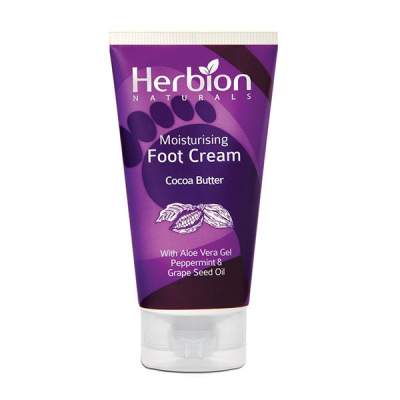 Herbion
NATURALS
Moisturising
Foot Cream
Cocoa Butter
With Aloe Vera Gel
Peppermint &
Grape Seed Oil